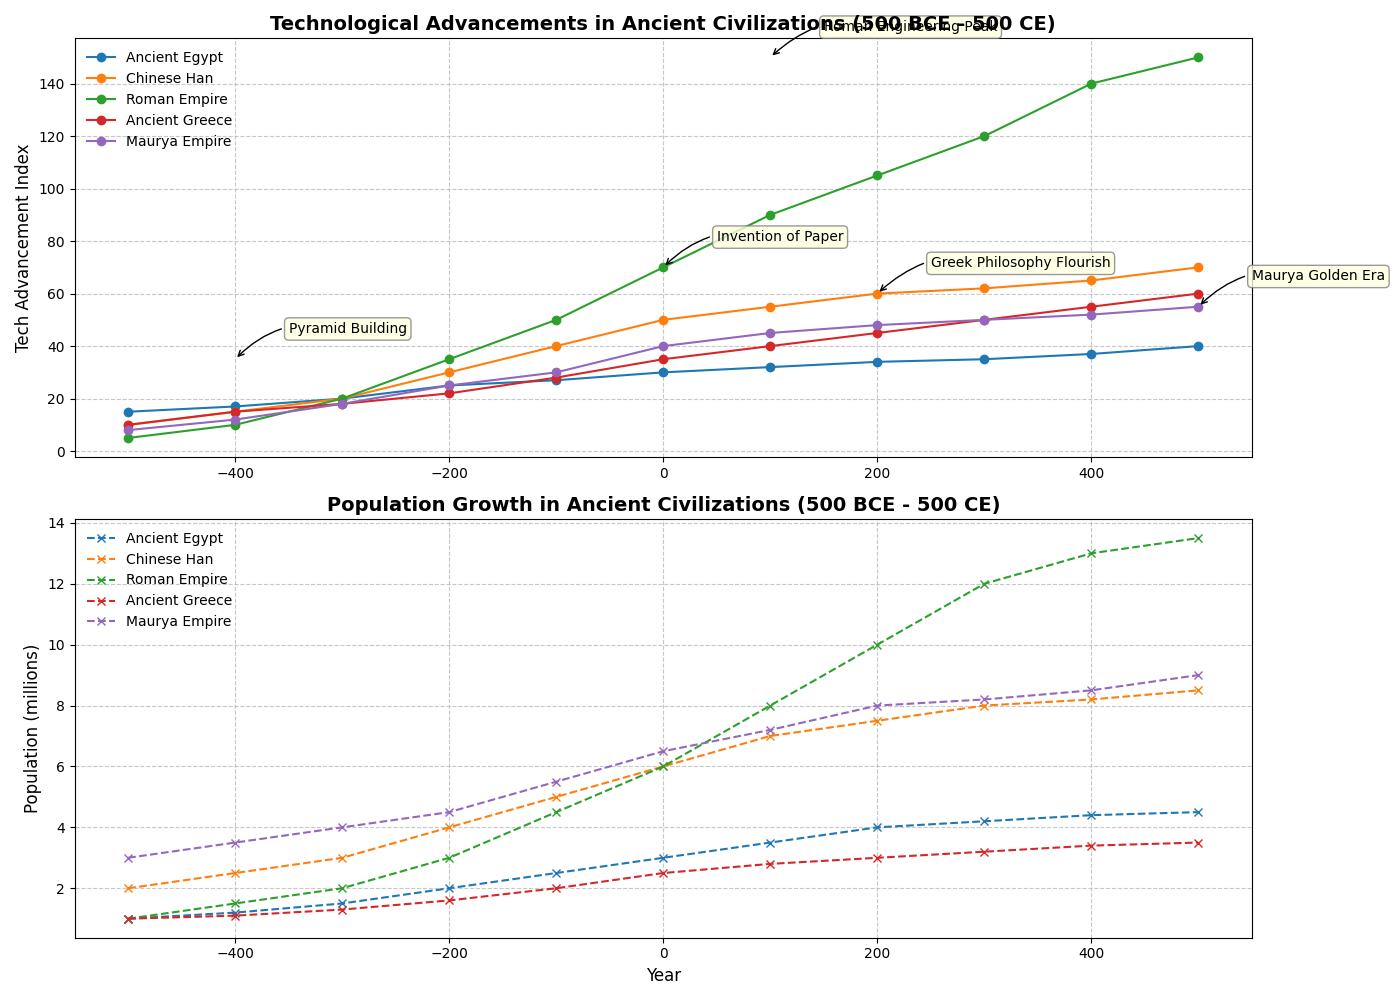 Technological Advancements in Ancient Civilizations (500 BCE - 500 CE)
Roman Engineering Peak
Tech Advancement Index
140
120
100
80
60
40
20
0
Ancient Egypt
Chinese Han
Roman Empire
Ancient Greece
Maurya Empire
Invention of Paper
Greek Philosophy Flourish
Maurya Golden Era
Pyramid Building
−400
−200
0
200
400
Population Growth in Ancient Civilizations (500 BCE - 500 CE)
Population (millions)
14
12
10
8
6
4
2
Ancient Egypt
Chinese Han
Roman Empire
Ancient Greece
Maurya Empire
−400
−200
0
200
400
Year